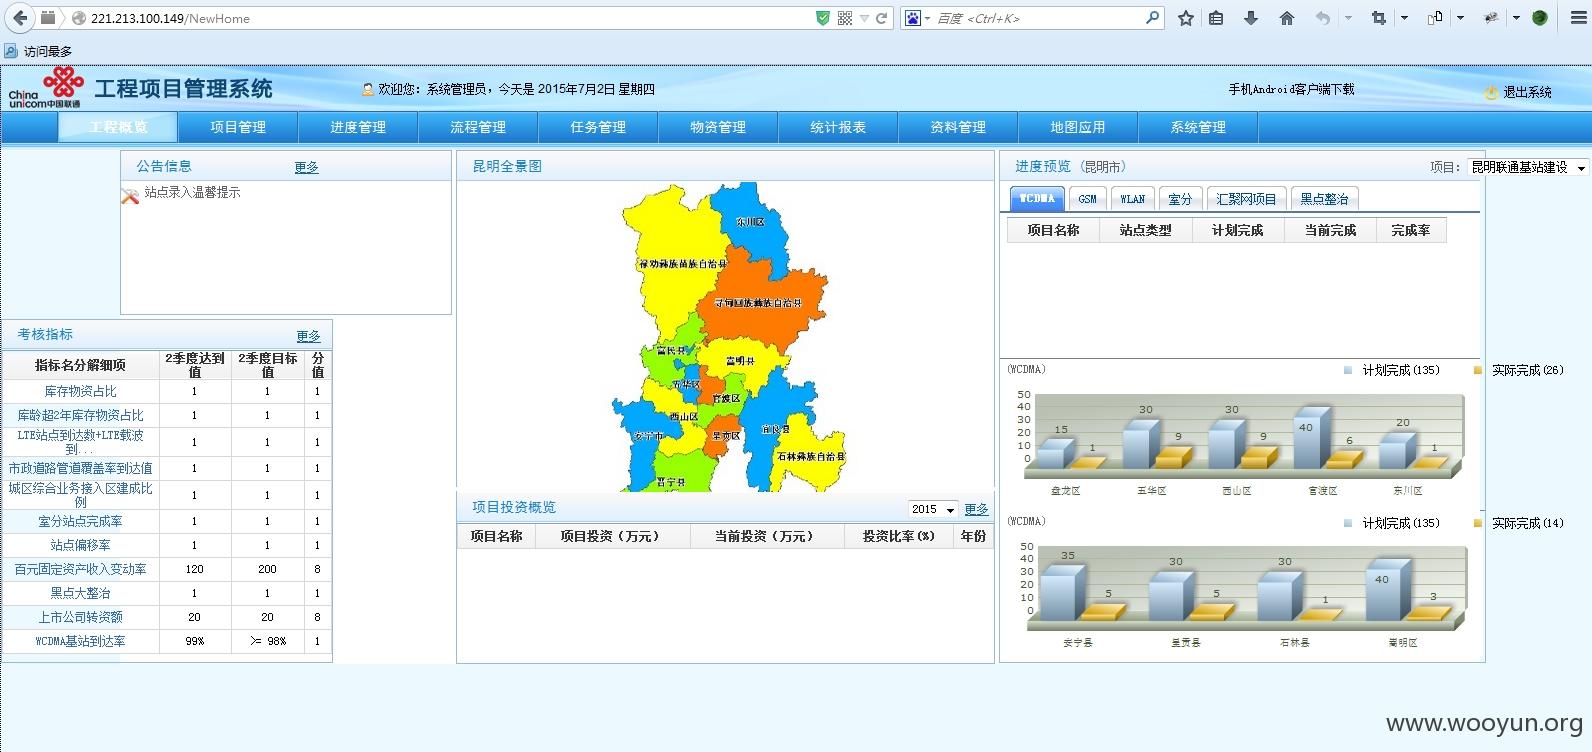 221.213.100.149/NewHome
百度 <Ctrl+K>
访问最多
China
unicom中国联通
工程项目管理系统
欢迎您：系统管理员，今天是 2015年7月2日 星期四
手机Android客户端下载
退出系统
工程概览 项目管理 进度管理 流程管理 任务管理 物资管理 统计报表 资料管理 地图应用 系统管理
公告信息 更多
站点录入温馨提示
考核指标 更多
指标名分解细项 2季度达到值 2季度目标值 分值
库存物资占比 1 1 1
库龄超2年库存物资占比 1 1 1
LTE站点到达数+LTE载波到... 1 1 1
市政道路管道覆盖率到达值 1 1 1
城区综合业务接入区建成比例 1 1 1
室分站点完成率 1 1 1
站点偏移率 1 1 1
百元固定资产收入变动率 120 200 8
黑点大整治 1 1 1
上市公司转资额 20 20 8
WCDMA基站到达率 99% >= 98% 1
昆明全景图
东川区
禄劝彝族苗族自治县
寻甸回族彝族自治县
富民县
嵩明县
五华区
官渡区
西山区
安宁市
呈贡区
宜良县
石林彝族自治县
晋宁县
项目投资概览 2015 更多
项目名称 项目投资（万元） 当前投资（万元） 投资比率(%) 年份
进度预览（昆明市） 项目： 昆明联通基站建设
WCDMA GSM WLAN 室分 汇聚网项目 黑点整治
项目名称 站点类型 计划完成 当前完成 完成率
(WCDMA) 计划完成(135) 实际完成(26)
50
40
30
20
10
0
15 1 30 9 30 9 40 6 20 1
盘龙区 五华区 西山区 官渡区 东川区
(WCDMA) 计划完成(135) 实际完成(14)
50
40
30
20
10
0
35 5 30 5 30 1 40 3
安宁县 呈贡县 石林县 嵩明区
www.wooyun.org